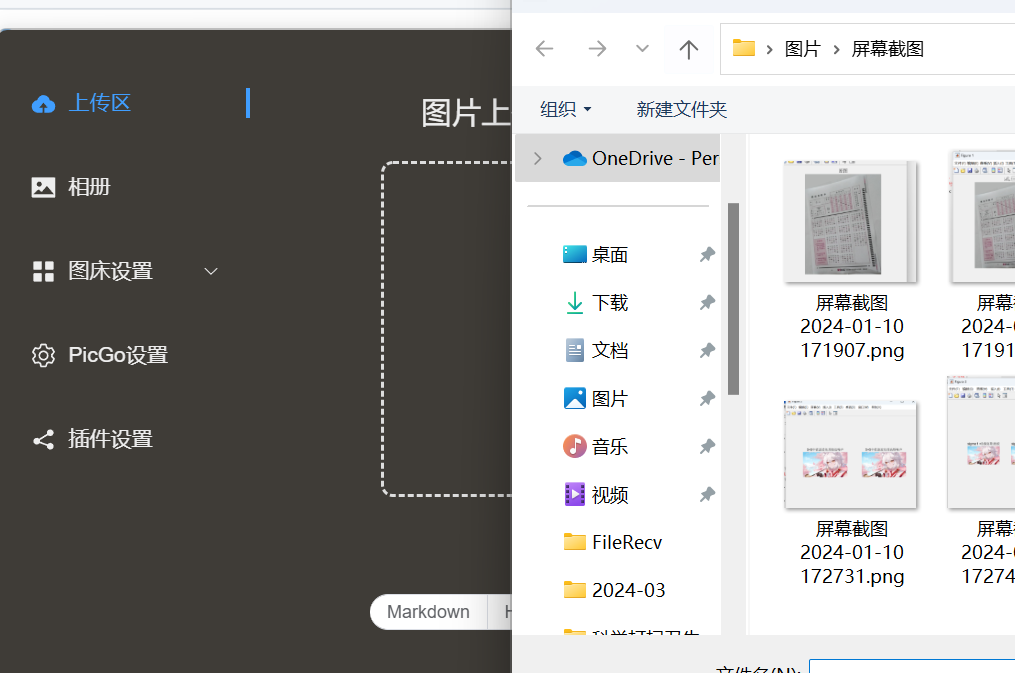 上传区
相册
图床设置
PicGo设置
插件设置
图片上
Markdown
H
图片
屏幕截图
组织
新建文件夹
OneDrive - Per
桌面
下载
文档
图片
音乐
视频
FileRecv
2024-03
屏幕截图
2024-01-10
171907.png
屏幕
2024-
1719
屏幕截图
2024-01-10
172731.png
屏幕
2024-
17274
文件名(N):